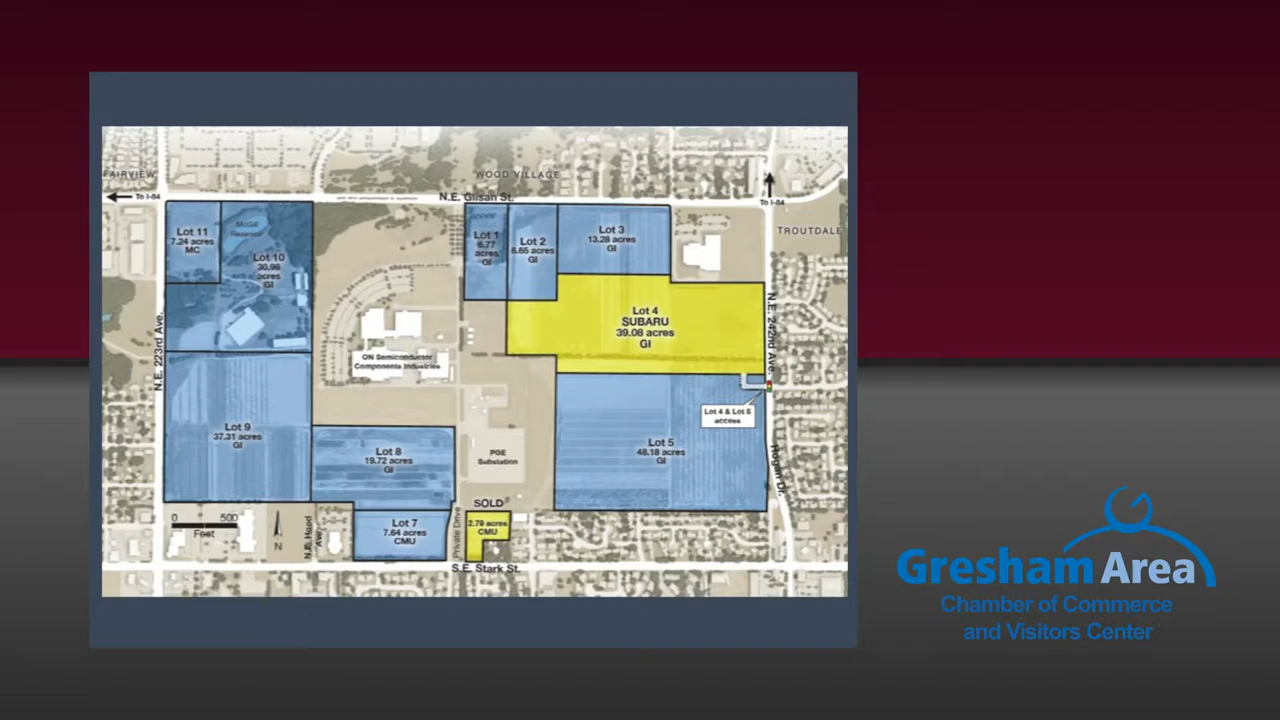 FAIRVIEW
WOOD VILLAGE
To I-84
N.E. Glisan St.
To I-84
TROUTDALE
Lot 11
7.24 acres
MC
McGill
Reservoir
Lot 10
30.98
acres
GI
Lot 1
6.77
acres
GI
Lot 2
8.65 acres
GI
Lot 3
13.28 acres
GI
Lot 4
SUBARU
39.08 acres
GI
N.E. 223rd Ave.
N.E. 242nd Ave.
ON Semiconductor
Components Industries
Lot 4 & Lot 5
access
Lot 9
37.31 acres
GI
Lot 8
19.72 acres
GI
PGE
Substation
Lot 5
48.18 acres
GI
Hogan Dr.
0 500
Feet
N
N.E. Hood
Ave
Lot 7
7.64 acres
CMU
Private Drive
SOLD
2.79 acres
CMU
S.E. Stark St.
Gresham Area
Chamber of Commerce
and Visitors Center